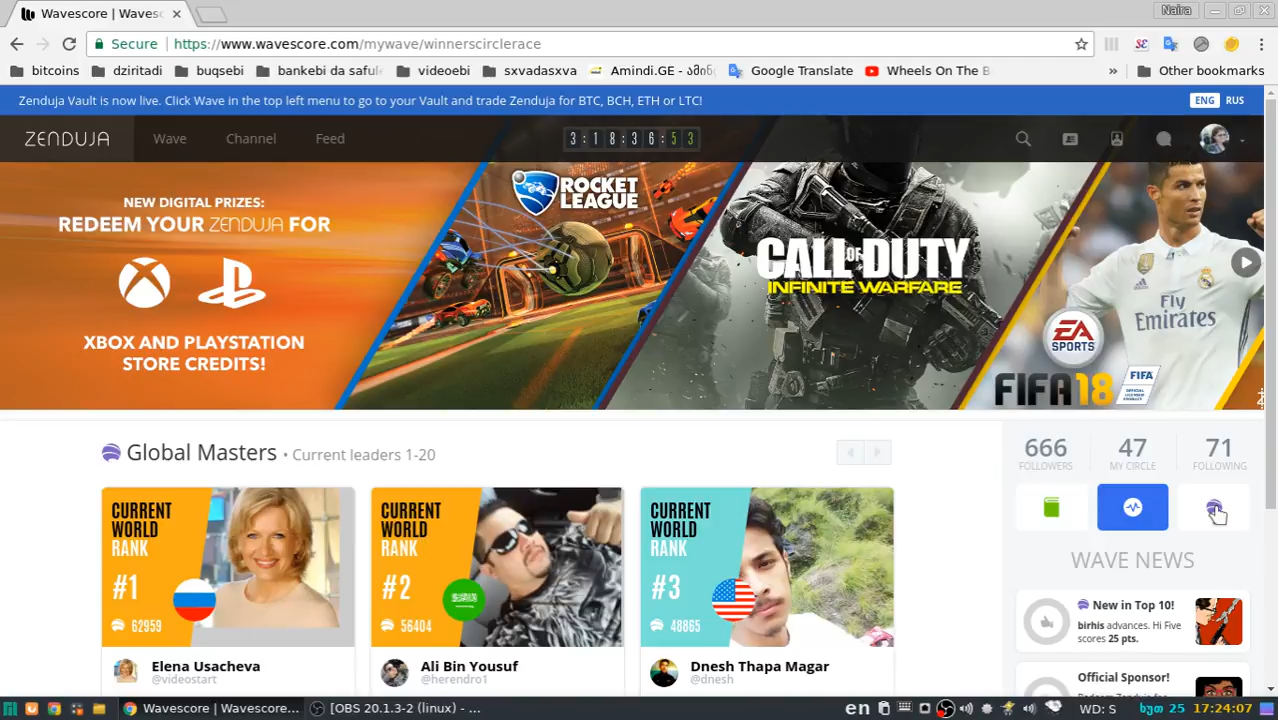 Wavescore | Wavesc
Naira
Secure
https://www.wavescore.com/mywave/winnerscirclerace
bitcoins
dziritadi
buqsebi
bankebi da safule
videoebi
sxvadasxva
Amindi.GE - ამინ
Google Translate
Wheels On The B
»
Other bookmarks
Zenduja Vault is now live. Click Wave in the top left menu to go to your Vault and trade Zenduja for BTC, BCH, ETH or LTC!
ENG
RUS
ZENDUJA
Wave
Channel
Feed
3:18:36:53
NEW DIGITAL PRIZES:
REDEEM YOUR ZENDUJA FOR
XBOX AND PLAYSTATION
STORE CREDITS!
ROCKET
LEAGUE
CALL OF DUTY
INFINITE WARFARE
Fly
Emirates
EA
SPORTS
FIFA 18
FIFA
Global Masters • Current leaders 1-20
666
FOLLOWERS
47
MY CIRCLE
71
FOLLOWING
CURRENT
WORLD
RANK
#1
62959
Elena Usacheva
@videostart
CURRENT
WORLD
RANK
#2
56404
Ali Bin Yousuf
@herendro1
CURRENT
WORLD
RANK
#3
48865
Dnesh Thapa Magar
@dnesh
WAVE NEWS
New in Top 10!
birhis advances. Hi Five
scores 25 pts.
Official Sponsor!
Wavescore | Wavesc...
[OBS 20.1.3-2 (linux) - ...
en
WD: S
ხუთ 25
17:24:07